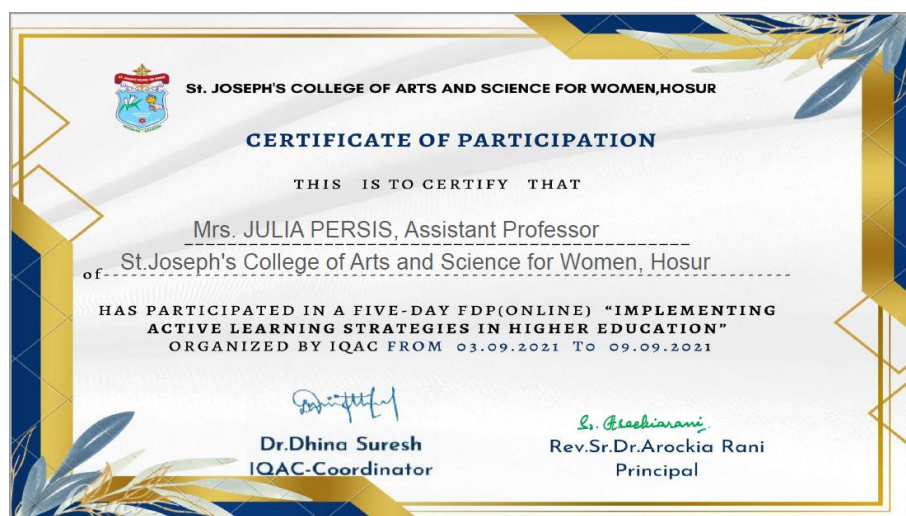 St. JOSEPH'S COLLEGE OF ARTS AND SCIENCE FOR WOMEN,HOSUR
CERTIFICATE OF PARTICIPATION
THIS IS TO CERTIFY THAT
Mrs. JULIA PERSIS, Assistant Professor
of St.Joseph's College of Arts and Science for Women, Hosur
HAS PARTICIPATED IN A FIVE-DAY FDP(ONLINE) “IMPLEMENTING
ACTIVE LEARNING STRATEGIES IN HIGHER EDUCATION”
ORGANIZED BY IQAC FROM 03.09.2021 TO 09.09.2021
Dr.Dhina Suresh
IQAC-Coordinator
Rev.Sr.Dr.Arockia Rani
Principal